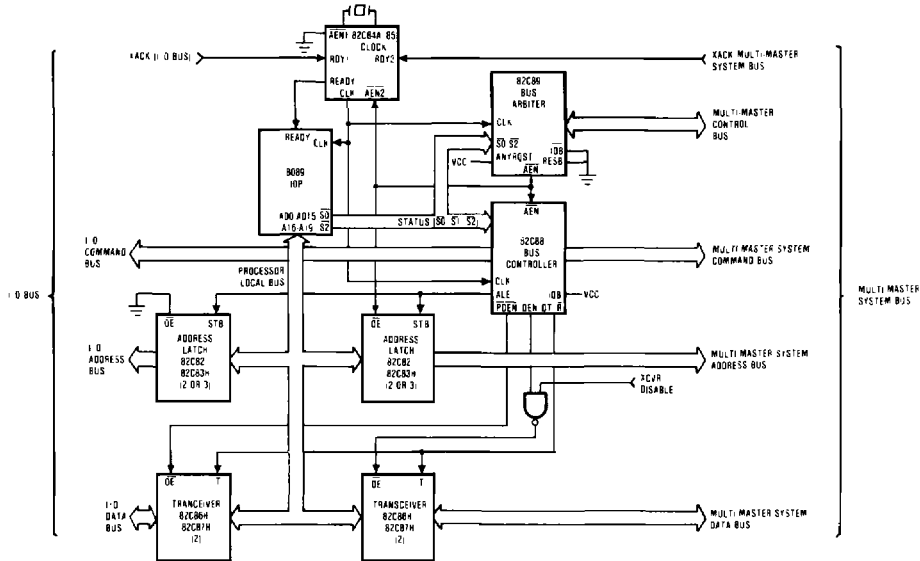 AEN1 82C84A 85
CLOCK
RDY1 RDY2
READY
CLK AEN2
XACK (I/O BUS)
XACK MULTI-MASTER
SYSTEM BUS
82C89
BUS
ARBITER
CLK
S0 S2
ANYRQST
IOB
RESB
AEN
VCC
MULTI-MASTER
CONTROL
BUS
READY
CLK
8089
IOP
AD0 AD15 S0
A16-A19 S2
STATUS (S0 S1 S2)
AEN
82C88
BUS
CONTROLLER
CLK
ALE IOB
PDEN DEN DT R
VCC
I/O
COMMAND
BUS
MULTI MASTER SYSTEM
COMMAND BUS
PROCESSOR
LOCAL BUS
I/O BUS
MULTI MASTER
SYSTEM BUS
OE STB
ADDRESS
LATCH
82C82
82C83H
(2 OR 3)
I/O
ADDRESS
BUS
OE STB
ADDRESS
LATCH
82C82
82C83H
(2 OR 3)
MULTI MASTER SYSTEM
ADDRESS BUS
XCVR
DISABLE
OE T
TRANCEIVER
82C86H
82C87H
(2)
I/O
DATA
BUS
OE T
TRANSCEIVER
82C86H
82C87H
(2)
MULTI MASTER SYSTEM
DATA BUS